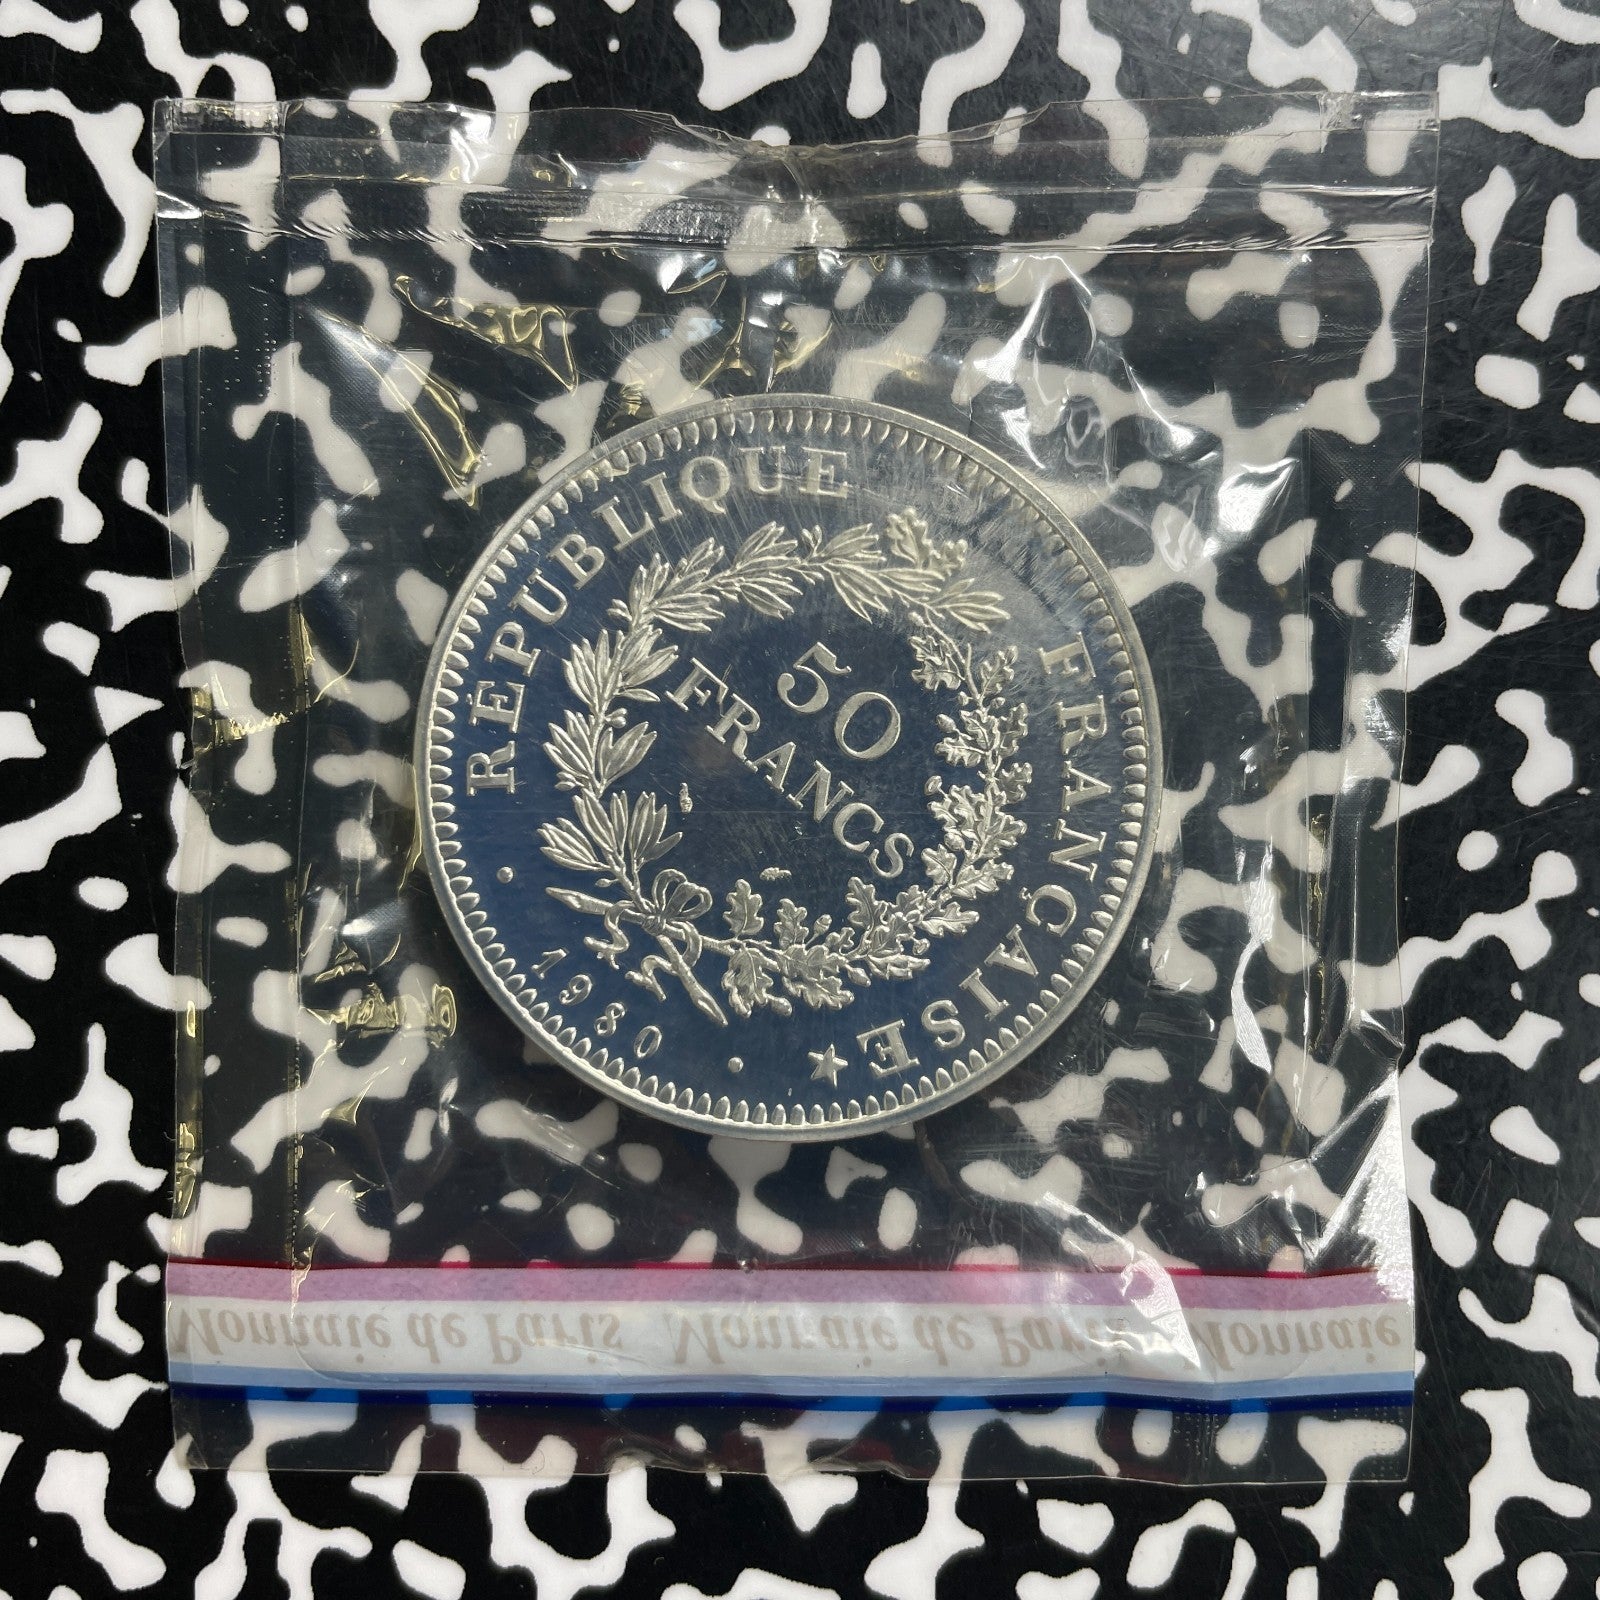 RÉPUBLIQUE FRANÇAISE
50
FRANCS
1980
Monnaie de Paris Monnaie de Paris Monnaie